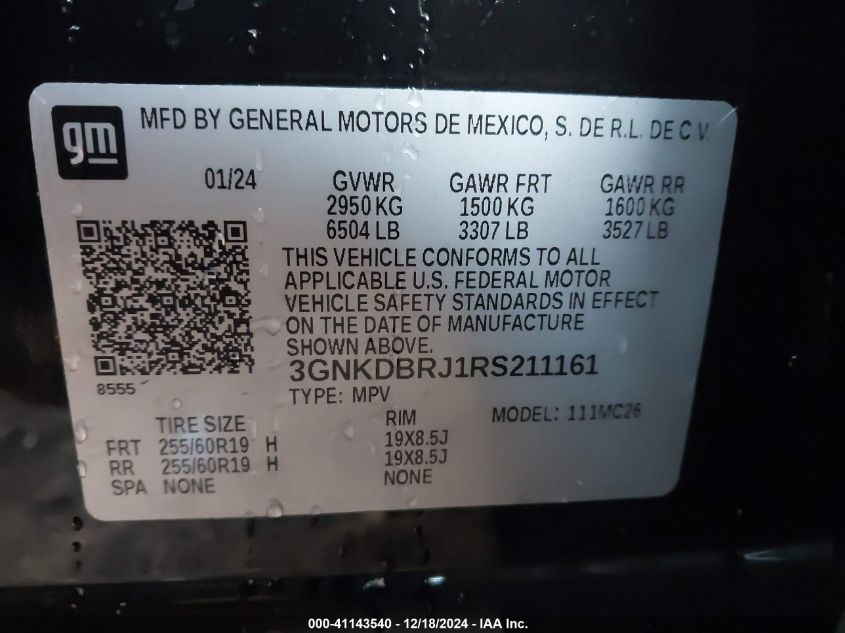 gm
MFD BY GENERAL MOTORS DE MEXICO, S. DE R.L. DE C.V.
01/24 GVWR GAWR FRT GAWR RR
2950 KG 1500 KG 1600 KG
6504 LB 3307 LB 3527 LB
THIS VEHICLE CONFORMS TO ALL
APPLICABLE U.S. FEDERAL MOTOR
VEHICLE SAFETY STANDARDS IN EFFECT
ON THE DATE OF MANUFACTURE
SHOWN ABOVE.
3GNKDBRJ1RS211161
8555
TYPE: MPV
MODEL: 111MC26
TIRE SIZE RIM
FRT 255/60R19 H 19X8.5J
RR 255/60R19 H 19X8.5J
SPA NONE NONE
000-41143540 - 12/18/2024 - IAA Inc.